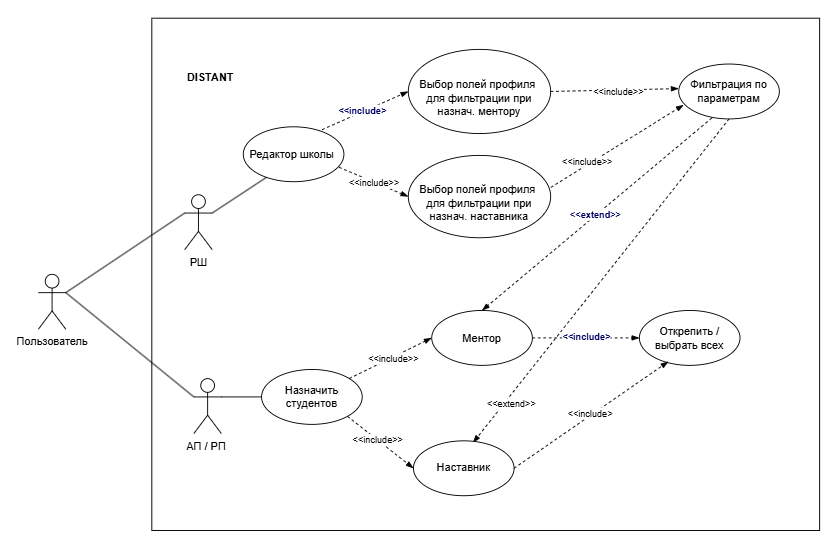 DISTANT
Выбор полей профиля
для фильтрации при
назнач. ментору
<<include>>
Фильтрация по
параметрам
<<include>
Редактор школы
<<include>>
<<include>>
Выбор полей профиля
для фильтрации при
назнач. наставника
<<extend>>
РШ
Пользователь
Ментор
<<include>>
Открепить /
выбрать всех
<<include>>
Назначить
студентов
<<extend>>
<<include>>
АП / РП
<<include>>
Наставник